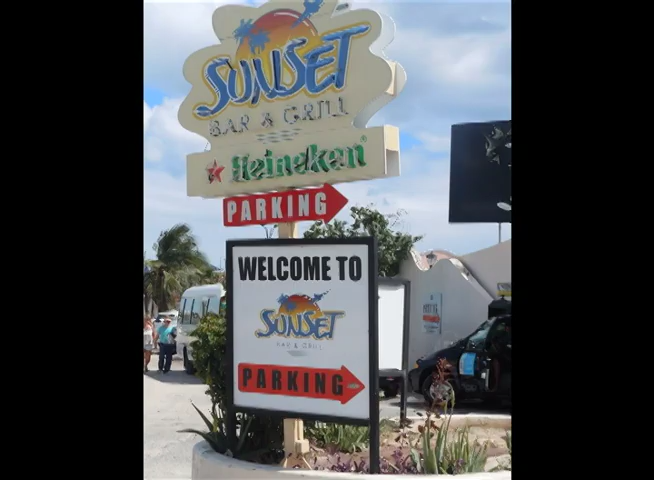 SUNSET
BAR & GRILL
Heineken
PARKING
WELCOME TO
SUNSET
BAR & GRILL
PARKING